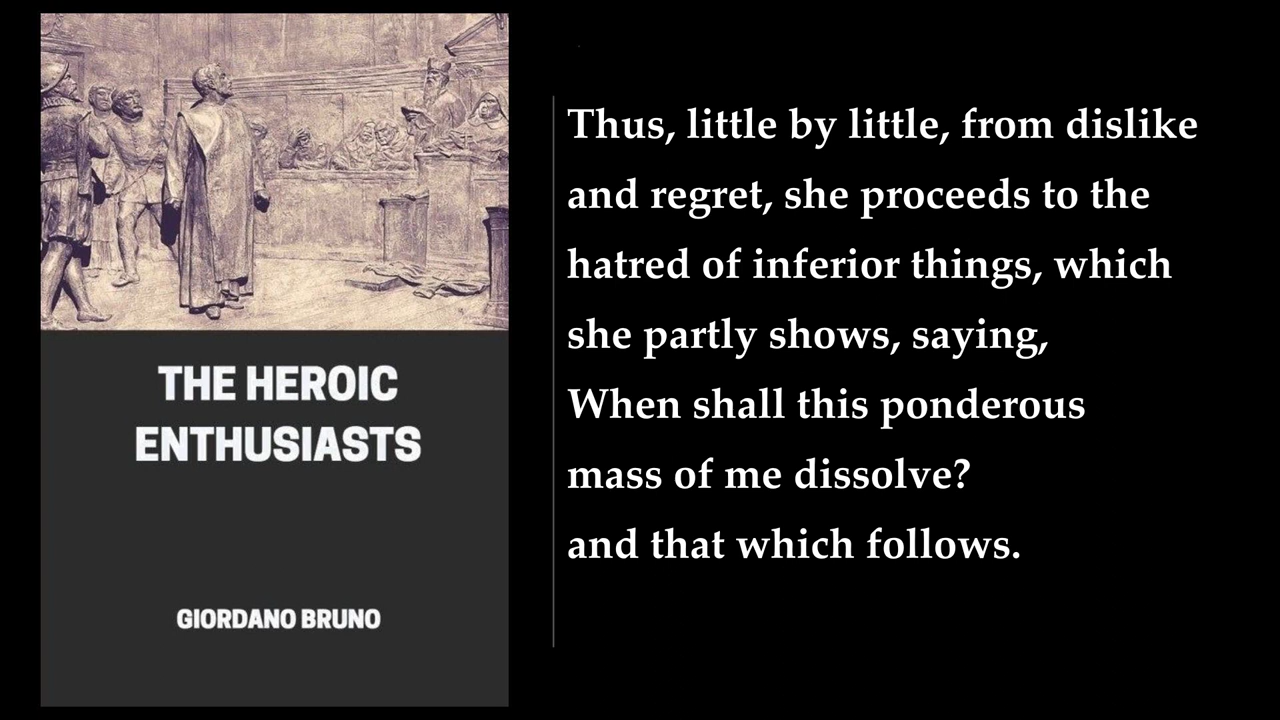 THE HEROIC
ENTHUSIASTS
GIORDANO BRUNO
Thus, little by little, from dislike
and regret, she proceeds to the
hatred of inferior things, which
she partly shows, saying,
When shall this ponderous
mass of me dissolve?
and that which follows.